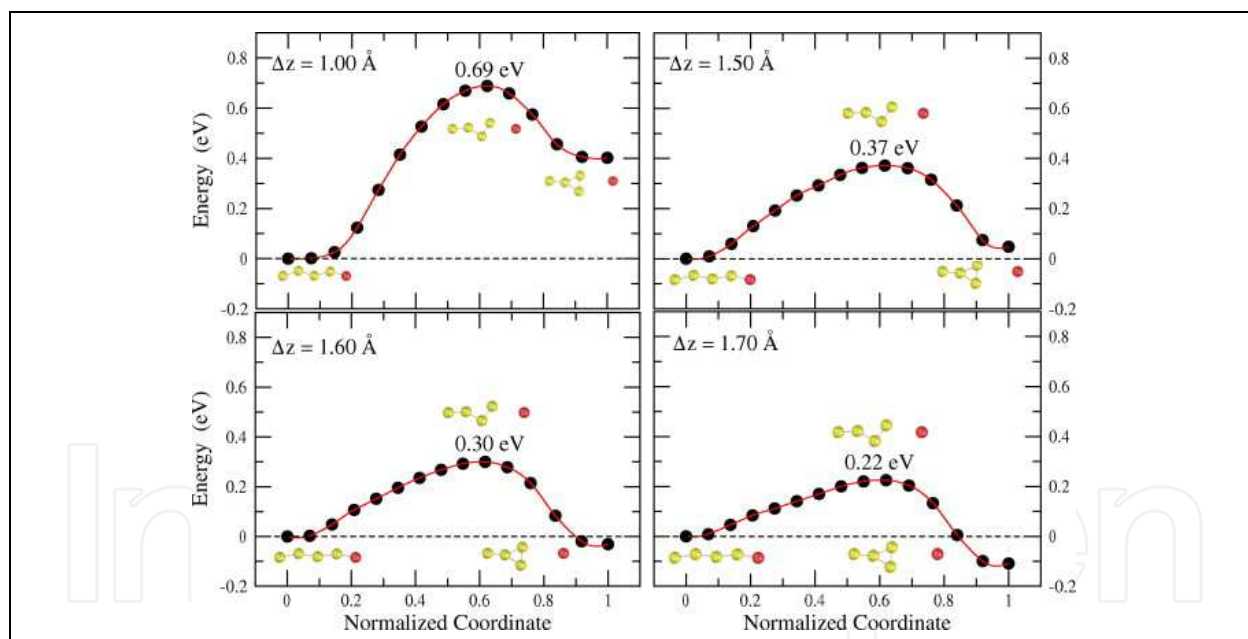 0.8
Δz = 1.00 Å
0.69 eV
0.6
0.4
0.2
0
-0.2
Energy (eV)
Δz = 1.50 Å
0.8
0.6
0.37 eV
0.4
0.2
0
-0.2
0.8
Δz = 1.60 Å
0.6
0.4
0.30 eV
0.2
0
-0.2
Energy (eV)
0 0.2 0.4 0.6 0.8 1
Normalized Coordinate
Δz = 1.70 Å
0.8
0.6
0.4
0.22 eV
0.2
0
-0.2
0 0.2 0.4 0.6 0.8 1
Normalized Coordinate